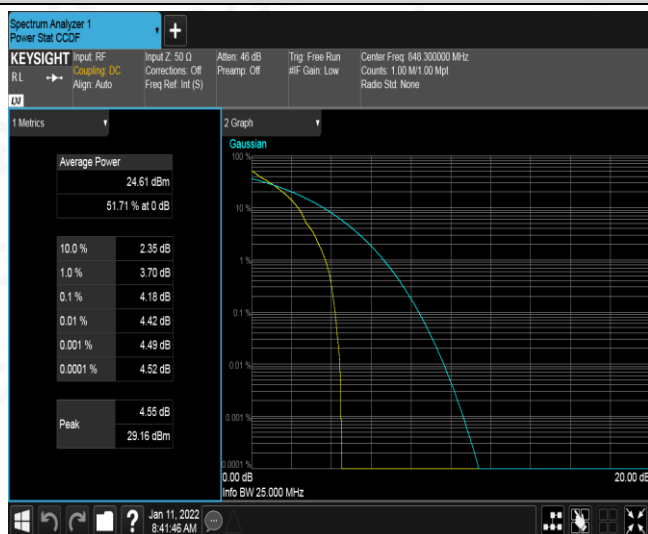 Spectrum Analyzer 1
Power Stat CCDF
+
KEYSIGHT
RL
LXI
Input: RF
Coupling: DC
Align: Auto
Input Z: 50 Ω
Corrections: Off
Freq Ref: Int (S)
Atten: 46 dB
Preamp: Off
Trig: Free Run
#IF Gain: Low
Center Freq: 848.300000 MHz
Counts: 1.00 M/1.00 Mpt
Radio Std: None
1 Metrics
Average Power
24.61 dBm
51.71 % at 0 dB
10.0 % 2.35 dB
1.0 % 3.70 dB
0.1 % 4.18 dB
0.01 % 4.42 dB
0.001 % 4.49 dB
0.0001 % 4.52 dB
Peak
4.55 dB
29.16 dBm
2 Graph
Gaussian
100 %
10 %
1 %
0.1 %
0.01 %
0.001 %
0.0001 %
0.00 dB 20.00 dB
Info BW 25.000 MHz
?
Jan 11, 2022
8:41:46 AM